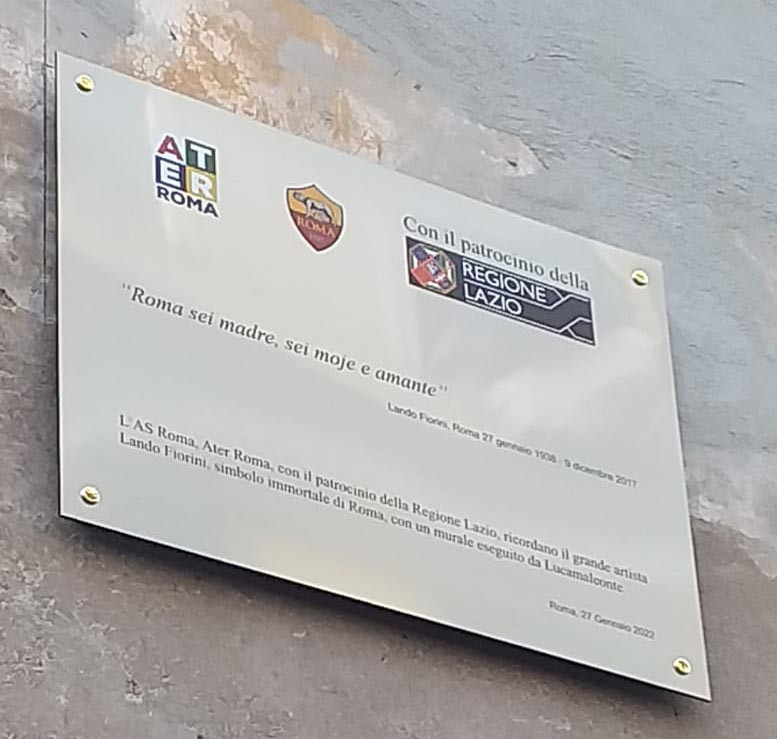 ATER
ROMA
ROMA
Con il patrocinio della
REGIONE
LAZIO
"Roma sei madre, sei moje e amante"
Lando Fiorini, Roma 27 gennaio 1938 - 9 dicembre 2017
L'AS Roma, Ater Roma, con il patrocinio della Regione Lazio, ricordano il grande artista
Lando Fiorini, simbolo immortale di Roma, con un murale eseguito da Lucamaleonte
Roma, 27 Gennaio 2022